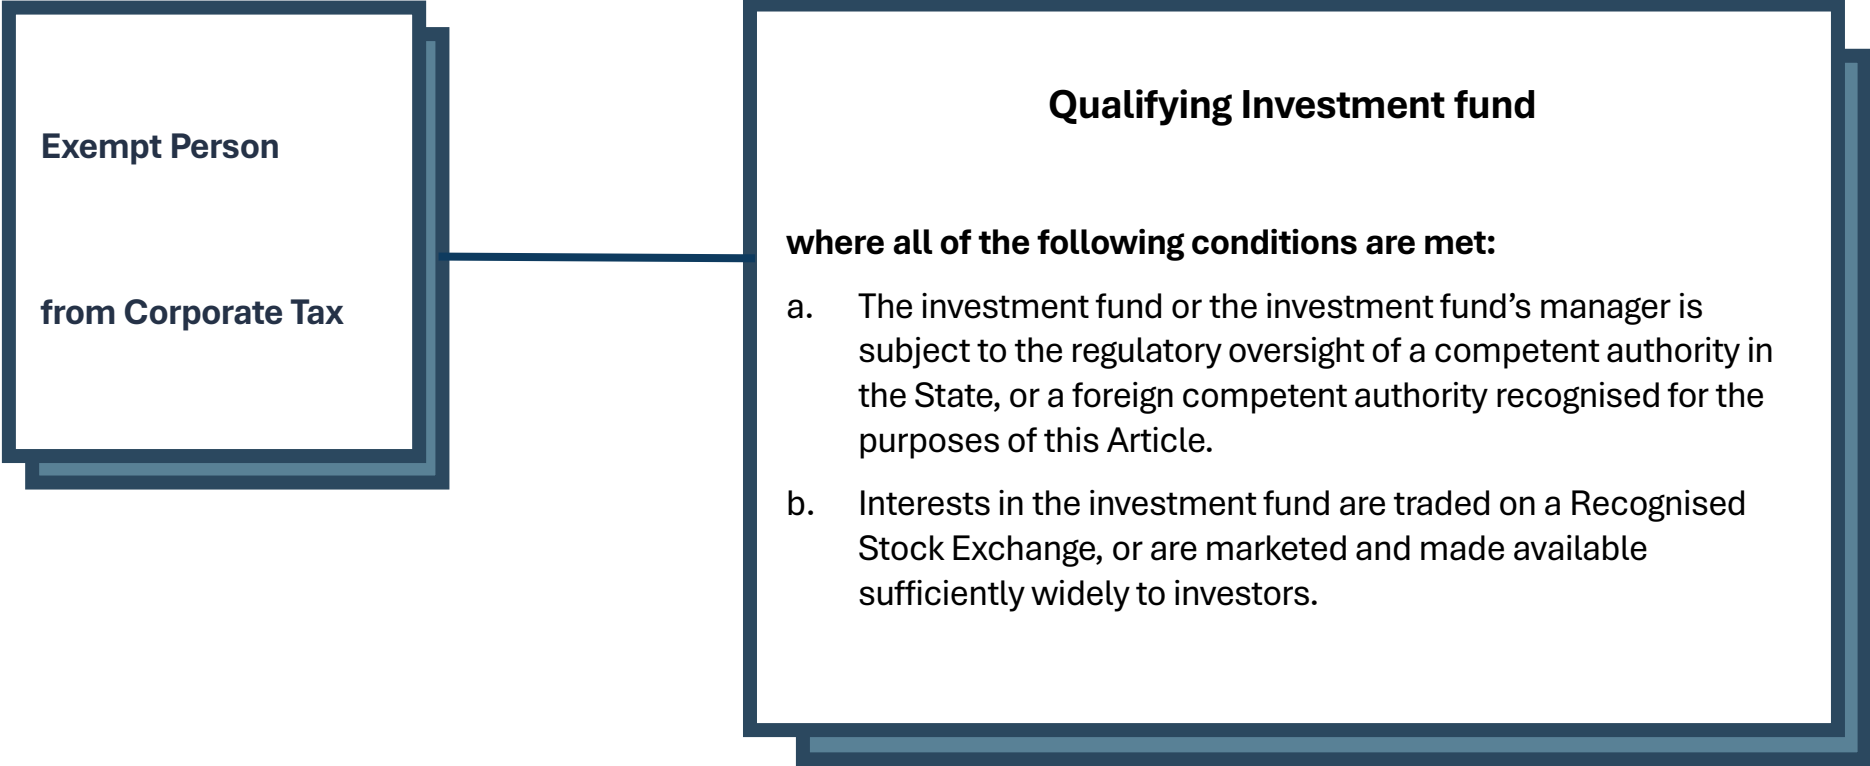 Exempt Person
from Corporate Tax
Qualifying Investment fund
where all of the following conditions are met:
a. The investment fund or the investment fund’s manager is
subject to the regulatory oversight of a competent authority in
the State, or a foreign competent authority recognised for the
purposes of this Article.
b. Interests in the investment fund are traded on a Recognised
Stock Exchange, or are marketed and made available
sufficiently widely to investors.